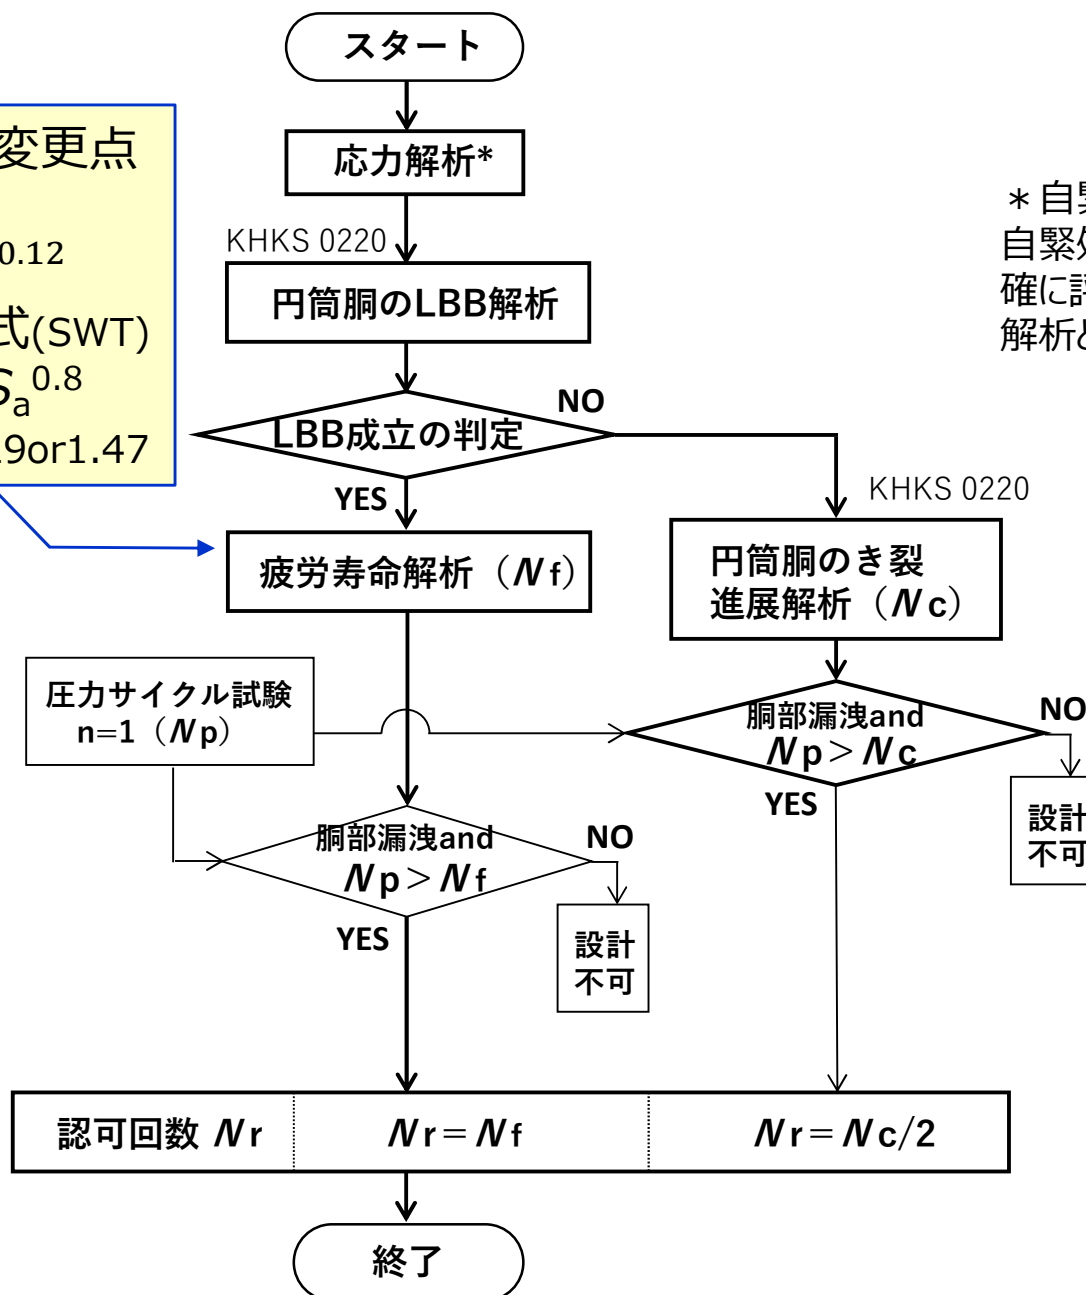 スタート
変更点
応力解析*
0.12
KHKS 0220
円筒胴のLBB解析
式(SWT)
Sa0.8
9or1.47
＊自緊
自緊処
確に評
解析と
LBB成立の判定
NO
YES
KHKS 0220
疲労寿命解析（Nf）
円筒胴のき裂
進展解析（Nc）
圧力サイクル試験
n=1（Np）
胴部漏洩and
Np＞Nc
NO
YES
設計
不可
胴部漏洩and
Np＞Nf
NO
YES
設計
不可
認可回数 Nr
Nr＝Nf
Nr＝Nc/2
終了